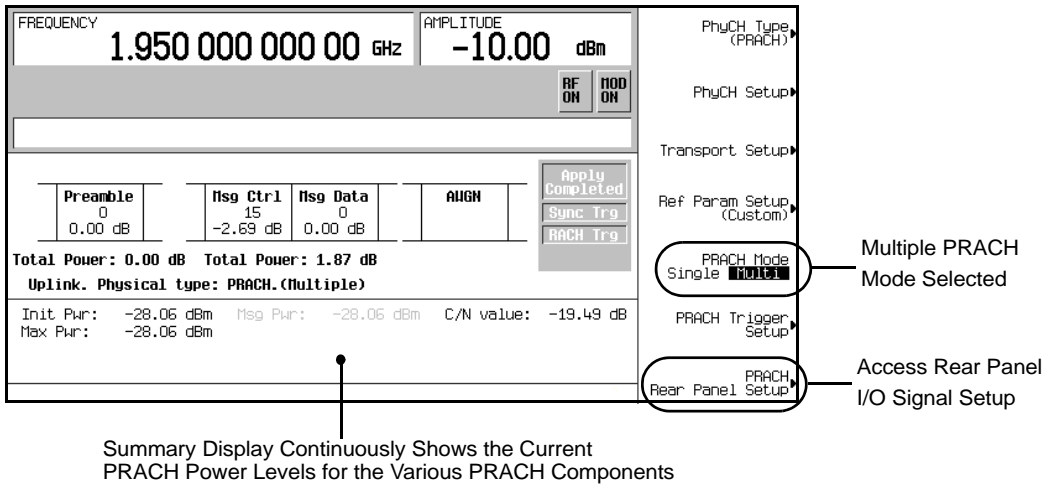 FREQUENCY
1.950 000 000 00 GHz
AMPLITUDE
-10.00 dBm
RF ON
MOD ON
Apply Completed
Sync Trg
RACH Trg
Preamble
0
0.00 dB
Msg Ctrl
15
-2.69 dB
Msg Data
0
0.00 dB
AWGN
Total Power: 0.00 dB Total Power: 1.87 dB
Uplink. Physical type: PRACH.(Multiple)
Init Pwr: -28.06 dBm Msg Pwr: -28.06 dBm C/N value: -19.49 dB
Max Pwr: -28.06 dBm
PhyCH Type
(PRACH)
PhyCH Setup
Transport Setup
Ref Param Setup
(Custom)
PRACH Mode
Single Multi
PRACH Trigger
Setup
PRACH
Rear Panel Setup
Multiple PRACH
Mode Selected
Access Rear Panel
I/O Signal Setup
Summary Display Continuously Shows the Current
PRACH Power Levels for the Various PRACH Components